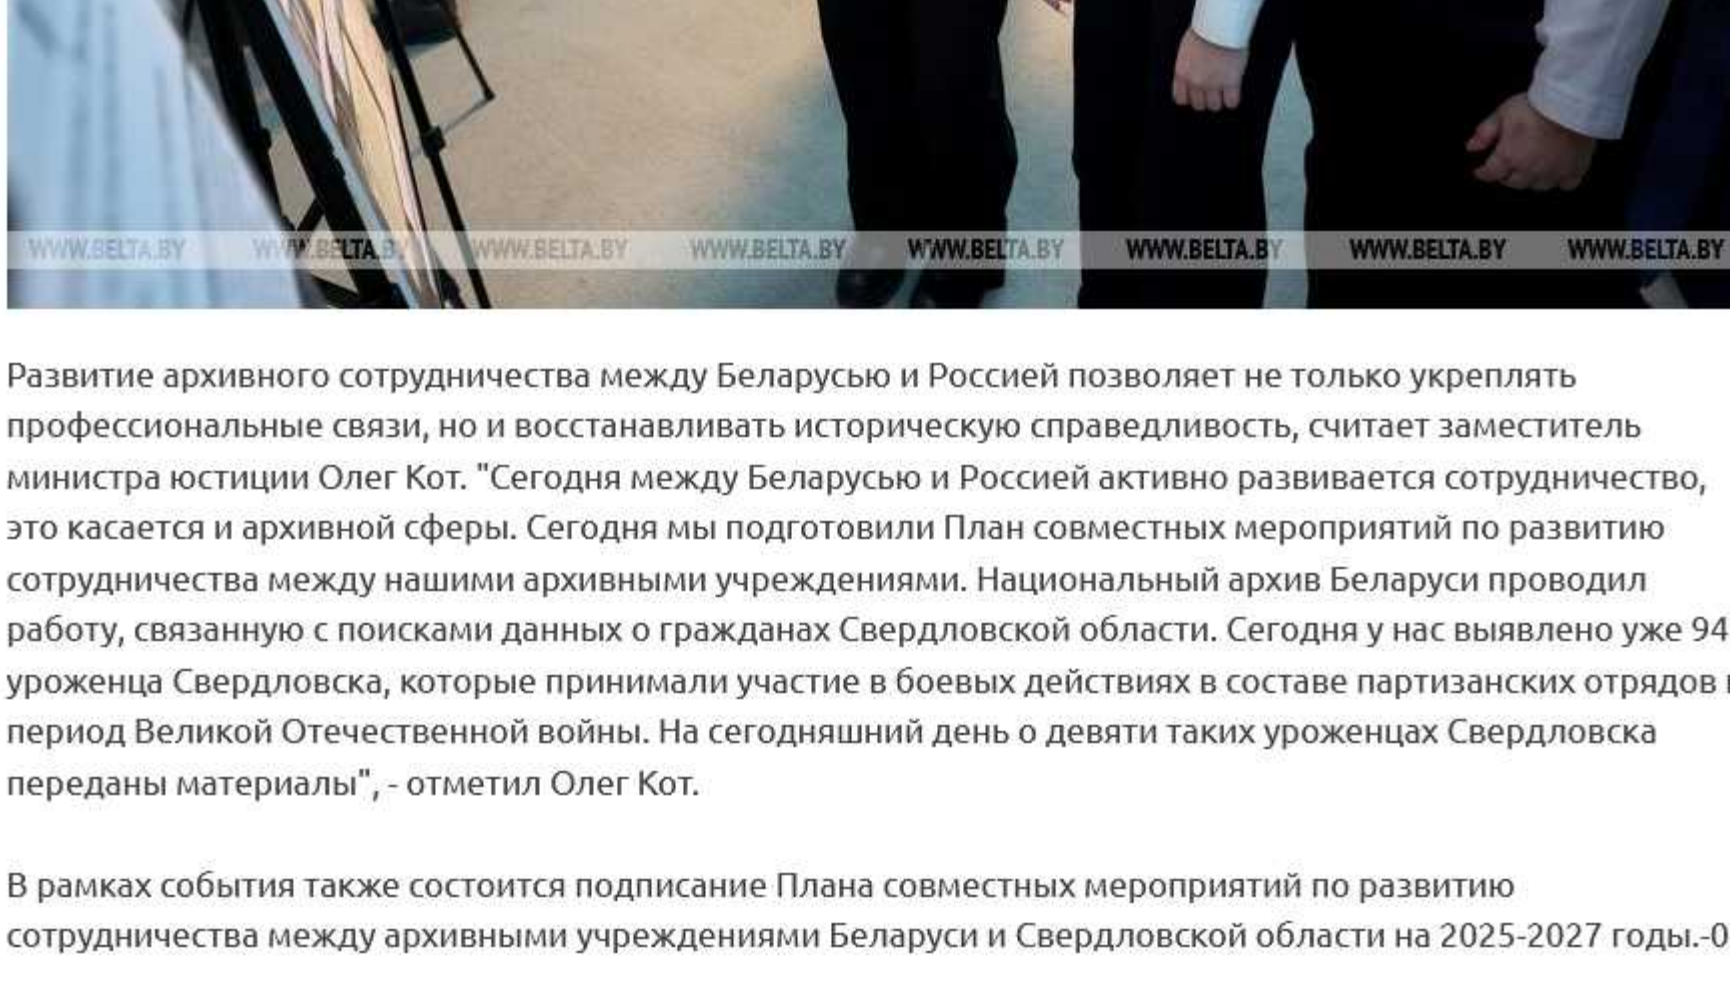 WWW.BELTA.BY WWW.BELTA.BY WWW.BELTA.BY WWW.BELTA.BY WWW.BELTA.BY WWW.BELTA.BY WWW.BELTA.BY WWW.BELTA.BY
Развитие архивного сотрудничества между Беларусью и Россией позволяет не только укреплять
профессиональные связи, но и восстанавливать историческую справедливость, считает заместитель
министра юстиции Олег Кот. "Сегодня между Беларусью и Россией активно развивается сотрудничество,
это касается и архивной сферы. Сегодня мы подготовили План совместных мероприятий по развитию
сотрудничества между нашими архивными учреждениями. Национальный архив Беларуси проводил
работу, связанную с поисками данных о гражданах Свердловской области. Сегодня у нас выявлено уже 94
уроженца Свердловска, которые принимали участие в боевых действиях в составе партизанских отрядов
период Великой Отечественной войны. На сегодняшний день о девяти таких уроженцах Свердловска
переданы материалы", - отметил Олег Кот.
В рамках события также состоится подписание Плана совместных мероприятий по развитию
сотрудничества между архивными учреждениями Беларуси и Свердловской области на 2025-2027 годы.-0